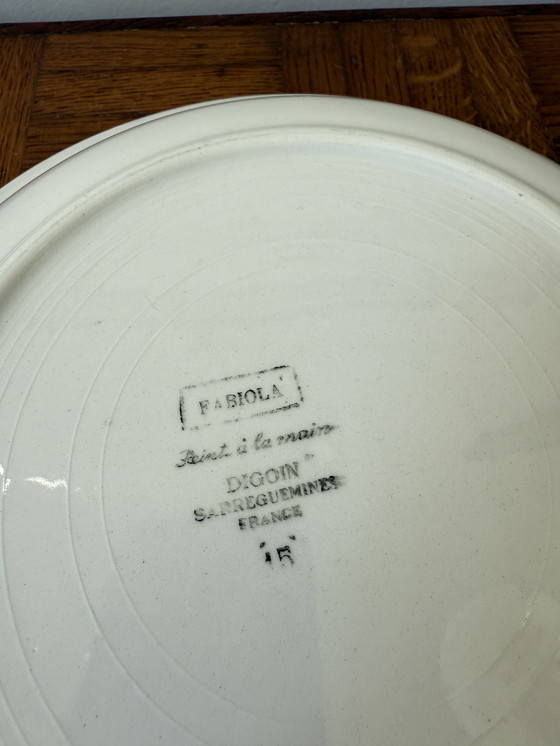 FABIOLA
Peint à la main
DIGOIN
SARREGUEMINES
FRANCE
15